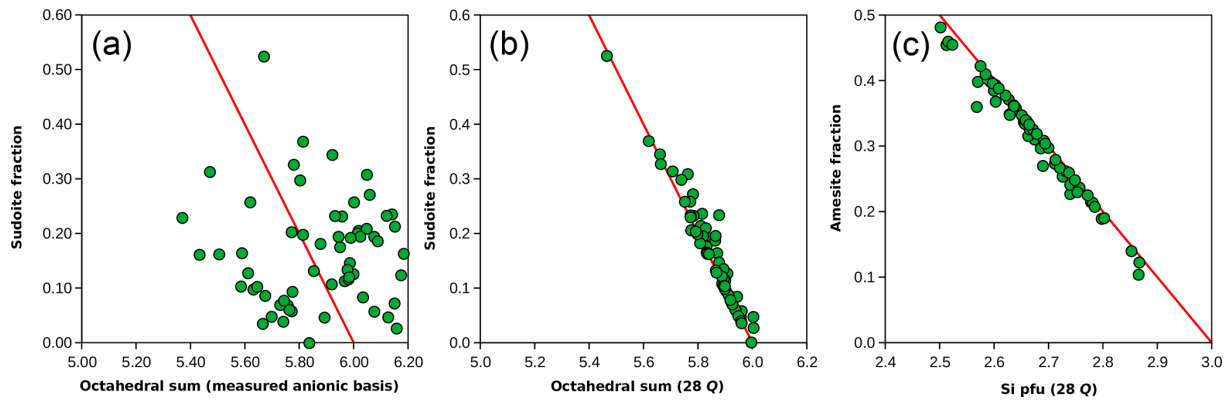 (a)
Sudoite fraction
0.60
0.50
0.40
0.30
0.20
0.10
0.00
5.00 5.20 5.40 5.60 5.80 6.00 6.20
Octahedral sum (measured anionic basis)
(b)
Sudoite fraction
0.6
0.5
0.4
0.3
0.2
0.1
0.0
5.0 5.2 5.4 5.6 5.8 6.0 6.2
Octahedral sum (28 Q)
(c)
Amesite fraction
0.5
0.4
0.3
0.2
0.1
0.0
2.4 2.5 2.6 2.7 2.8 2.9 3.0
Si pfu (28 Q)